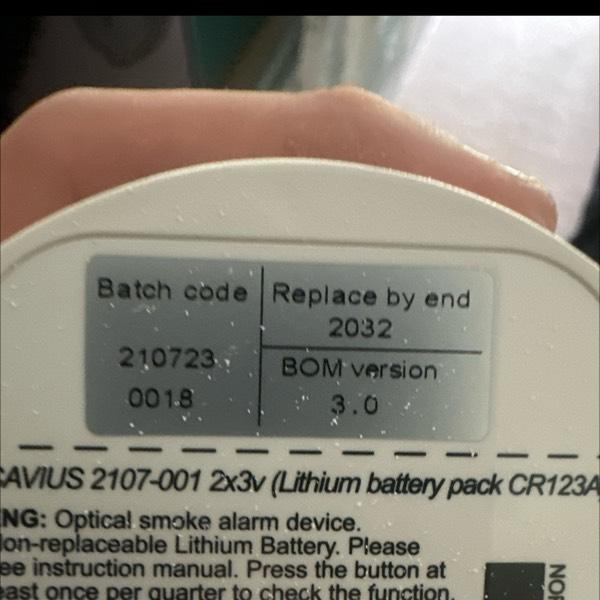 Batch code
210723
0018
Replace by end
2032
BOM version
3.0
CAVIUS 2107-001 2x3v (Lithium battery pack CR123A
NG: Optical smoke alarm device.
on-replaceable Lithium Battery. Please
ee instruction manual. Press the button at
east once per quarter to check the function.